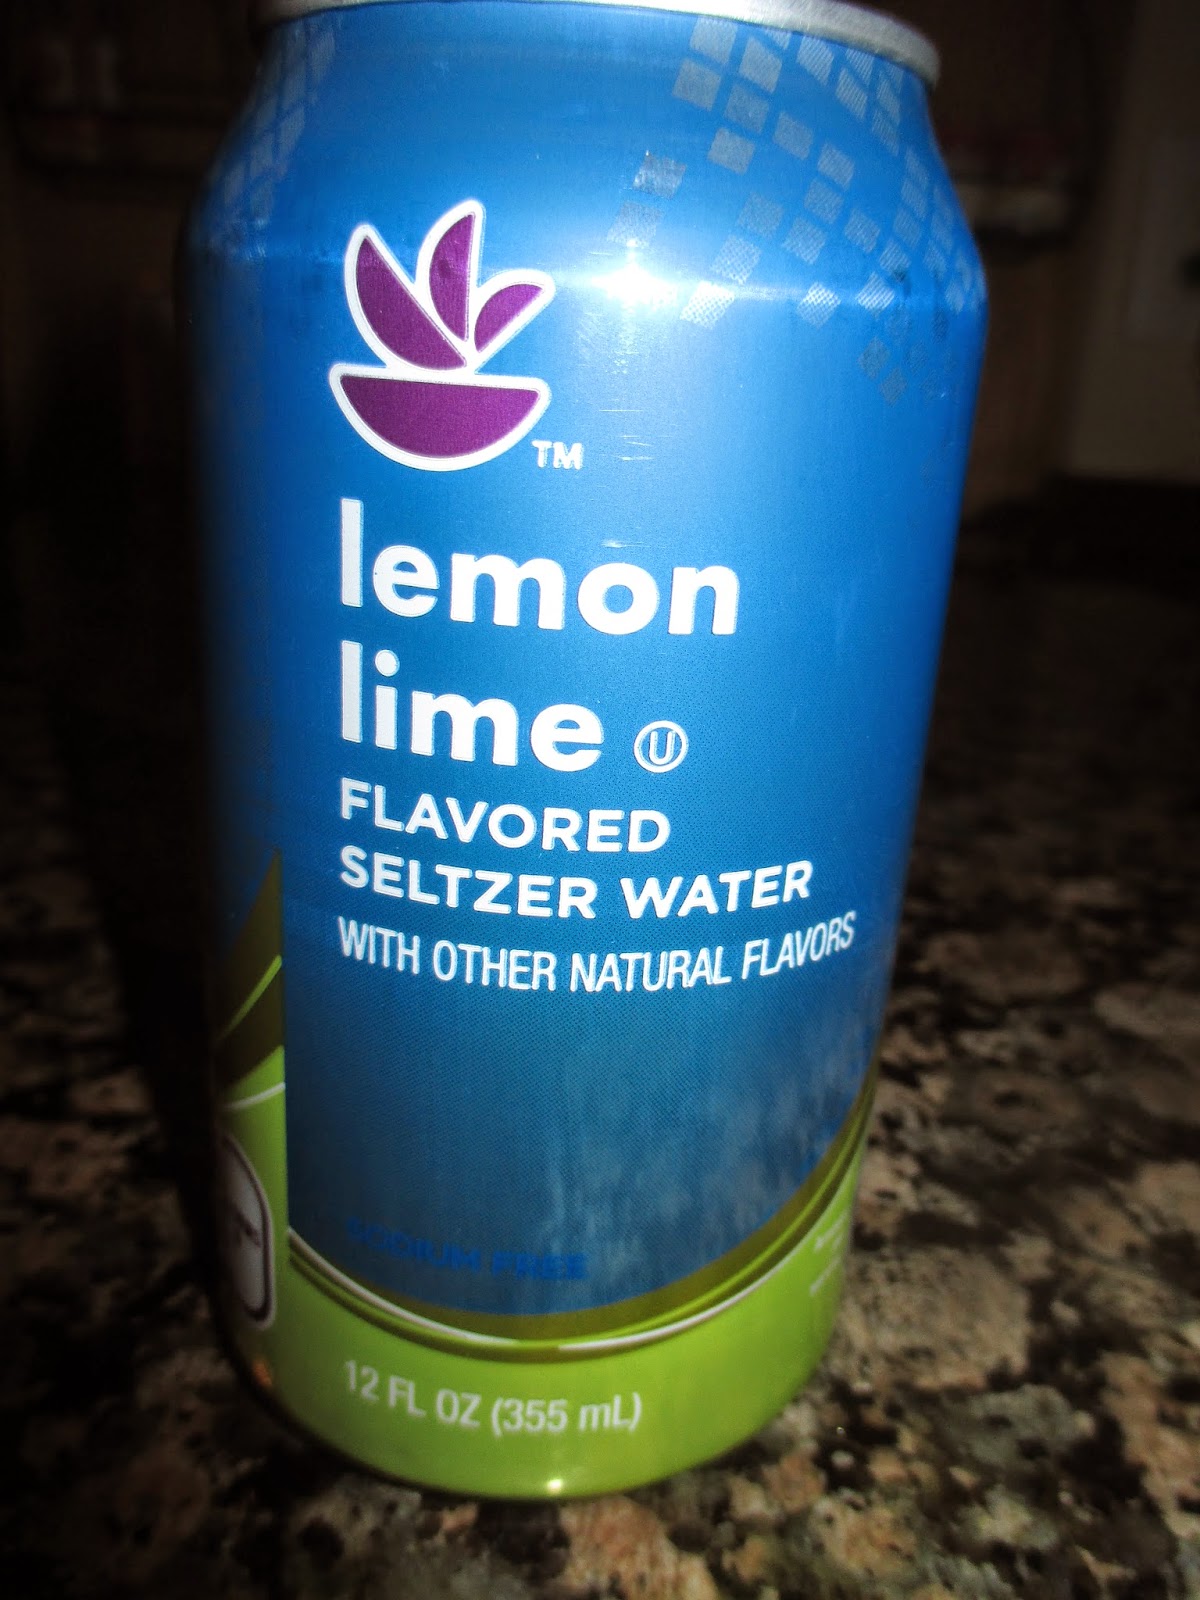 TM
lemon
lime Ⓤ
FLAVORED
SELTZER WATER
WITH OTHER NATURAL FLAVORS
SODIUM FREE
12 FL OZ (355 mL)